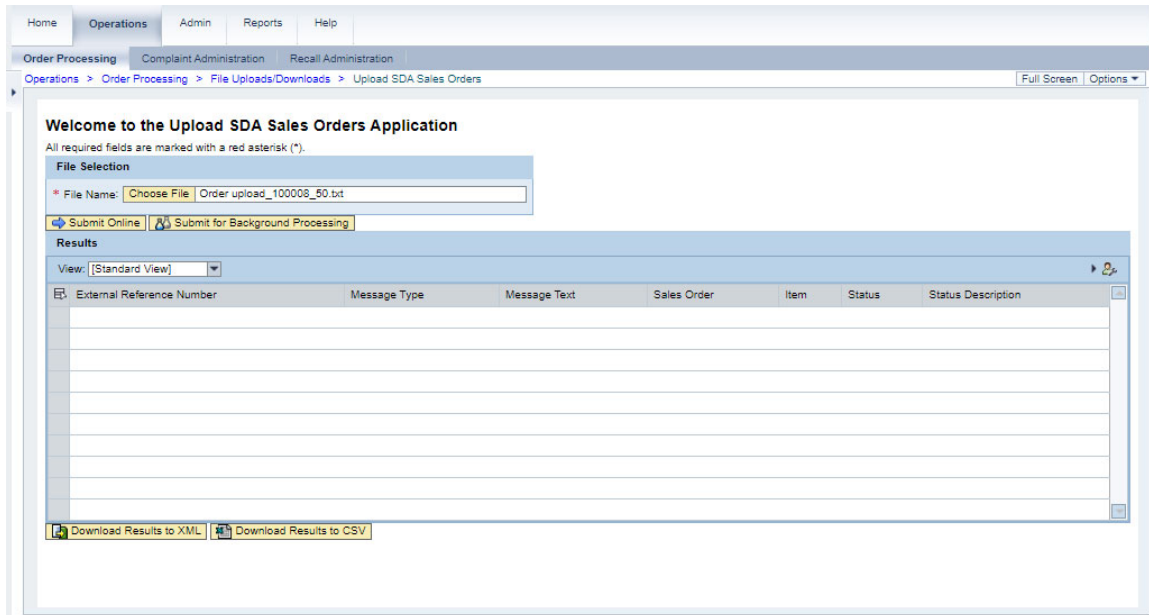 Home Operations Admin Reports Help
Order Processing Complaint Administration Recall Administration
Operations > Order Processing > File Uploads/Downloads > Upload SDA Sales Orders Full Screen Options
Welcome to the Upload SDA Sales Orders Application
All required fields are marked with a red asterisk (*).
File Selection
* File Name: Choose File Order upload_100008_50.txt
Submit Online Submit for Background Processing
Results
View: [Standard View]
External Reference Number Message Type Message Text Sales Order Item Status Status Description
Download Results to XML Download Results to CSV